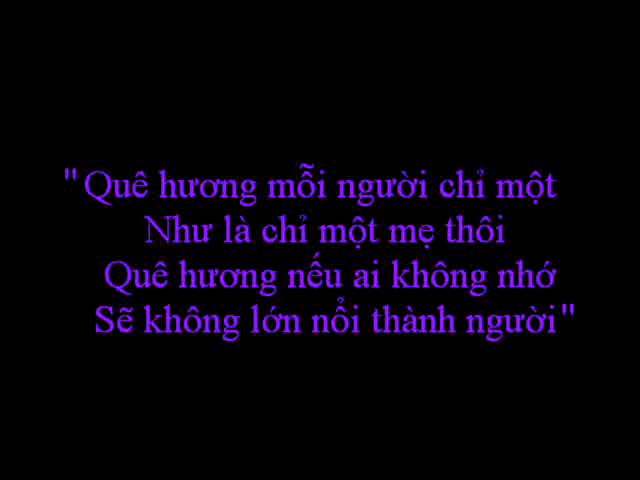 "Quê hương mỗi người chỉ một
Như là chỉ một mẹ thôi
Quê hương nếu ai không nhớ
Sẽ không lớn nổi thành người"